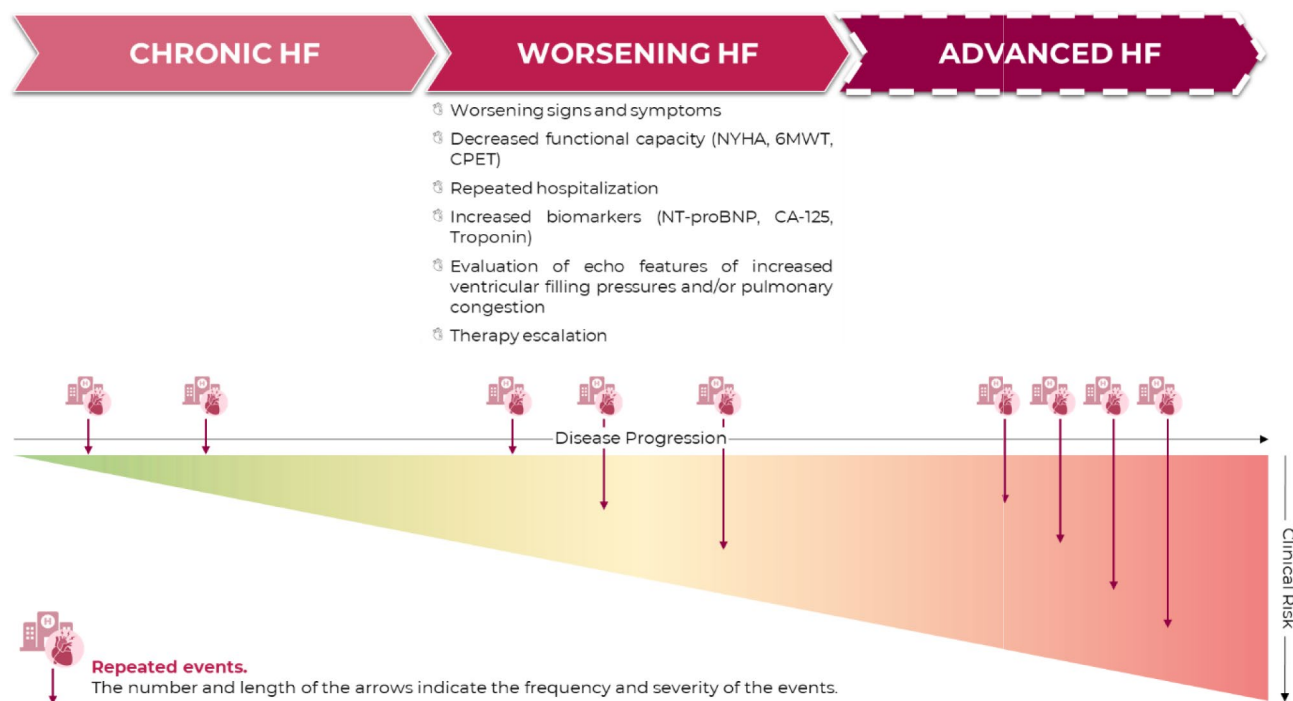 CHRONIC HF
WORSENING HF
ADVANCED HF
Worsening signs and symptoms
Decreased functional capacity (NYHA, 6MWT,
CPET)
Repeated hospitalization
Increased biomarkers (NT-proBNP, CA-125,
Troponin)
Evaluation of echo features of increased
ventricular filling pressures and/or pulmonary
congestion
Therapy escalation
H
H
H
H
H
H
H
H
H
Disease Progression
Clinical Risk
H
Repeated events.
The number and length of the arrows indicate the frequency and severity of the events.